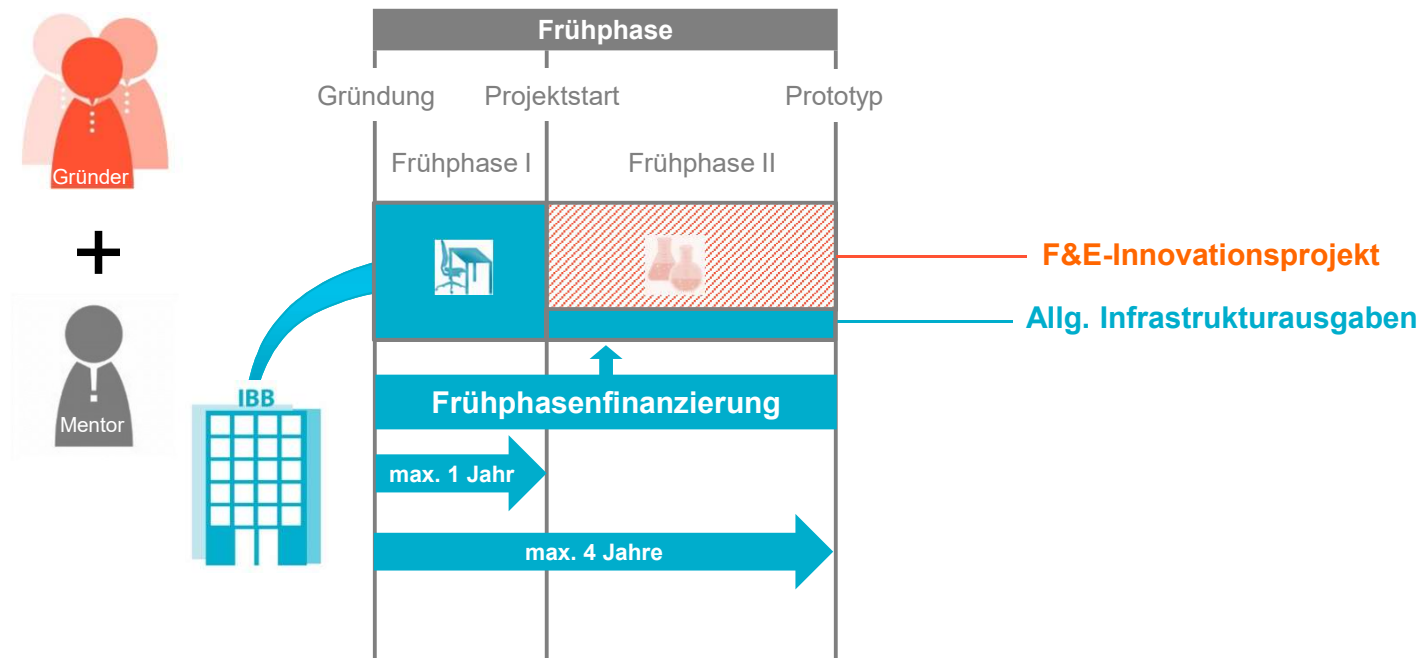 Frühphase
Gründung
Projektstart
Prototyp
Frühphase I
Frühphase II
Gründer
+
Mentor
F&E-Innovationsprojekt
Allg. Infrastrukturausgaben
IBB
Frühphasenfinanzierung
max. 1 Jahr
max. 4 Jahre